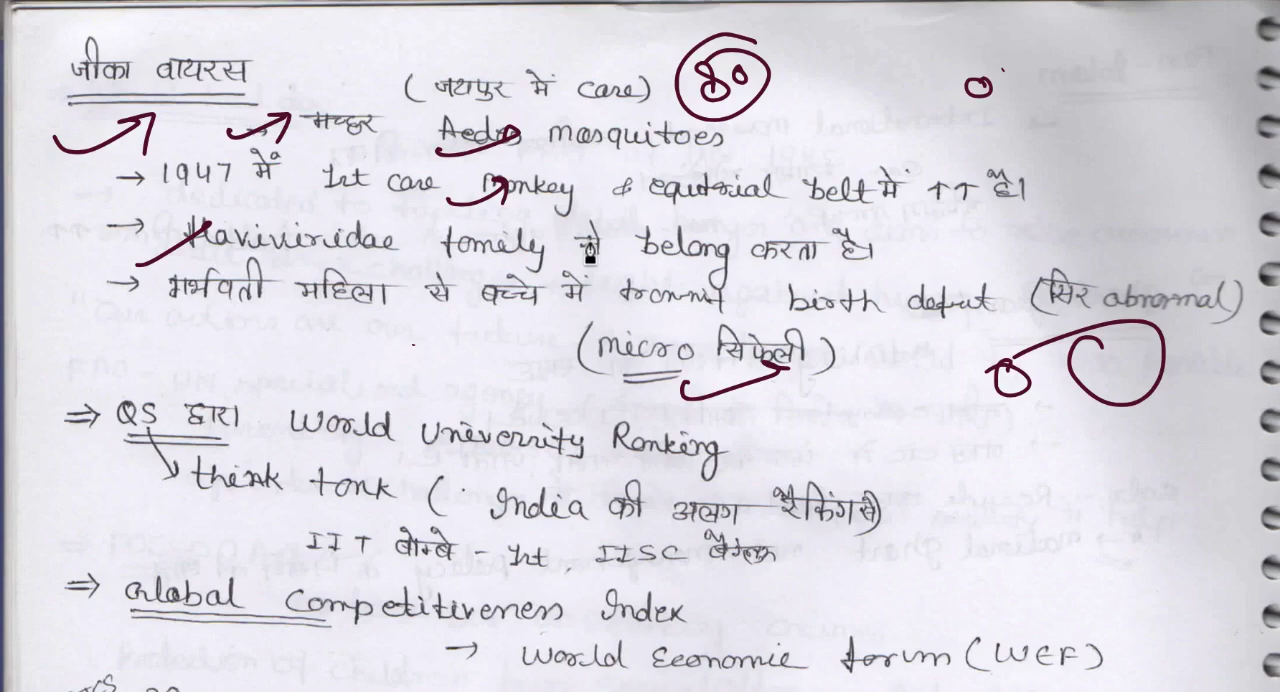 जीका वायरस (जयपुर में case) 80
मच्छर Aedes mosquitoes
→ 1947 में 1st case monkey & equtorial belt में ↑↑ है।
→ Flaviviridae family से belong करता है।
→ गर्भवती महिला से बच्चे में birth defect (सिर abnormal)
(micro सिफेली)
⇒ QS द्वारा World University Ranking
think tank ( India की अलग रैंकिंग से)
IIT बोम्बे - 1st, IISC बैंगलोर
⇒ Global Competitiveness Index
→ World Economic forum (WEF)